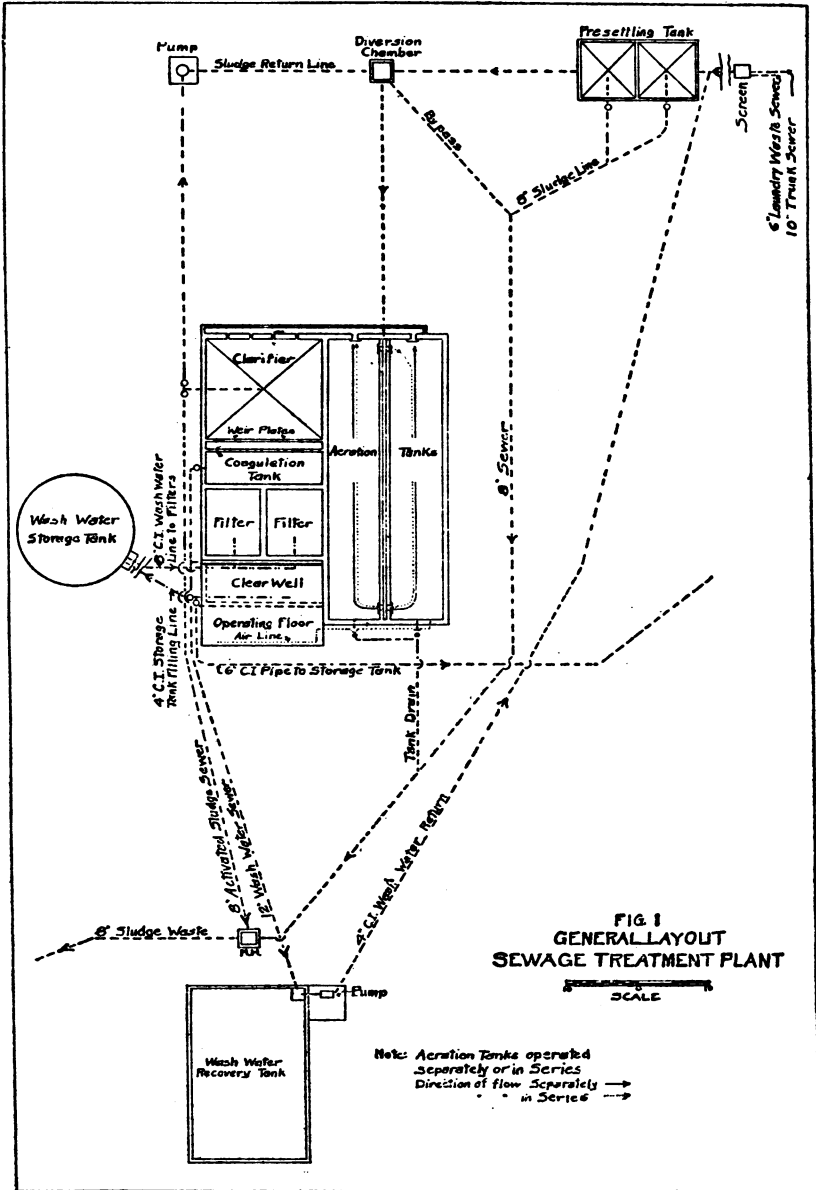 Pump
Sludge Return Line
Diversion
Chamber
Presettling Tank
Screen
6" Laundry Waste Sewer
10" Trunk Sewer
By pass
8" Sludge Line
Clarifier
Weir Plates
Coagulation
Tank
Aeration Tanks
Filter Filter
Clear Well
Operating Floor
Air Line
Wash Water
Storage Tank
8" C.I. Washwater
Line to Filters
4" C.I. Storage
Tank Filling Line
8" Sewer
6" C.I. Pipe to Storage Tank
Tank Drain
8" Activated Sludge Sewer
12" Wash Water Sewer
4" C.I. Wash Water Return
8" Sludge Waste
Pump
Wash Water
Recovery Tank
FIG 1
GENERAL LAYOUT
SEWAGE TREATMENT PLANT
SCALE
Note: Aeration Tanks operated
separately or in Series
Direction of flow Separately
" " in Series